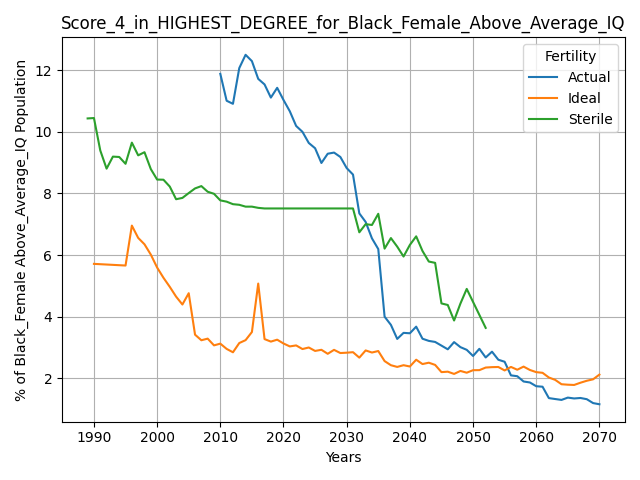 Score_4_in_HIGHEST_DEGREE_for_Black_Female_Above_Average_IQ
Fertility
Actual
Ideal
Sterile
% of Black_Female Above_Average_IQ Population
12
10
8
6
4
2
1990 2000 2010 2020 2030 2040 2050 2060 2070
Years